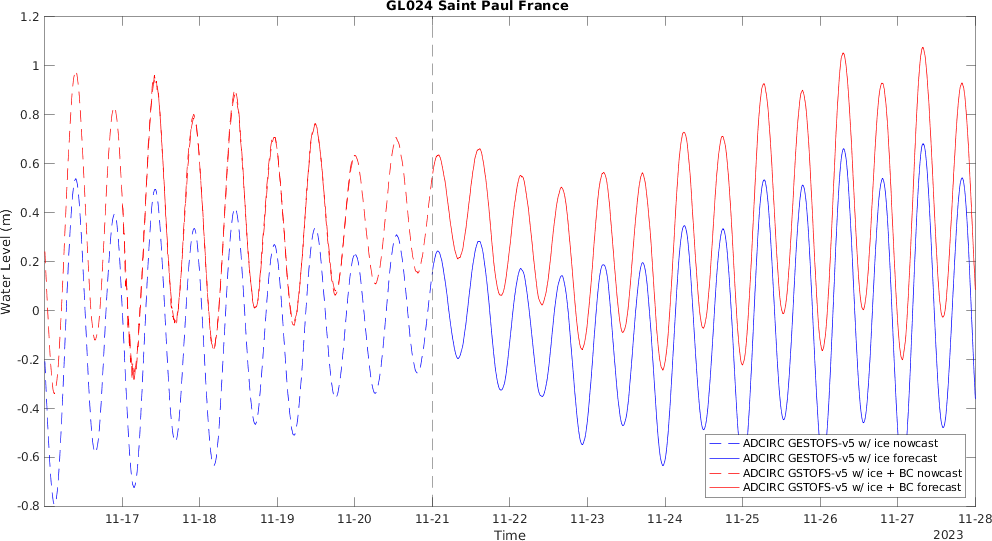 GL024 Saint Paul France
1.2
1
0.8
0.6
0.4
0.2
0
-0.2
-0.4
-0.6
-0.8
Water Level (m)
ADCIRC GESTOFS-v5 w/ ice nowcast
ADCIRC GESTOFS-v5 w/ ice forecast
ADCIRC GSTOFS-v5 w/ ice + BC nowcast
ADCIRC GSTOFS-v5 w/ ice + BC forecast
11-17 11-18 11-19 11-20 11-21 11-22 11-23 11-24 11-25 11-26 11-27 11-28
Time
2023